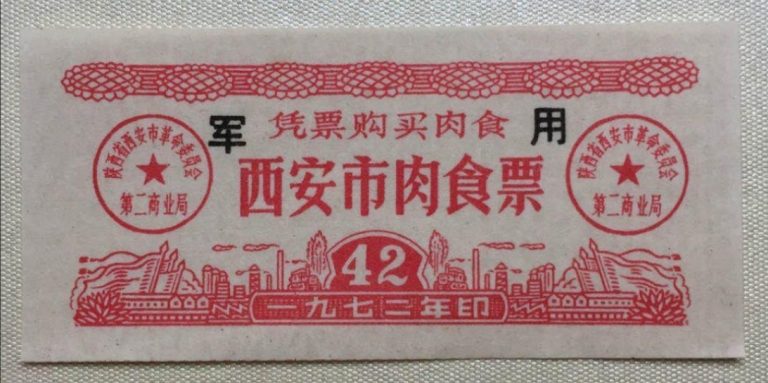 军 凭票购买肉食 用
西安市肉食票
陕西省西安市革命委员会
第二商业局
陕西省西安市革命委员会
第二商业局
42
一九七二年印